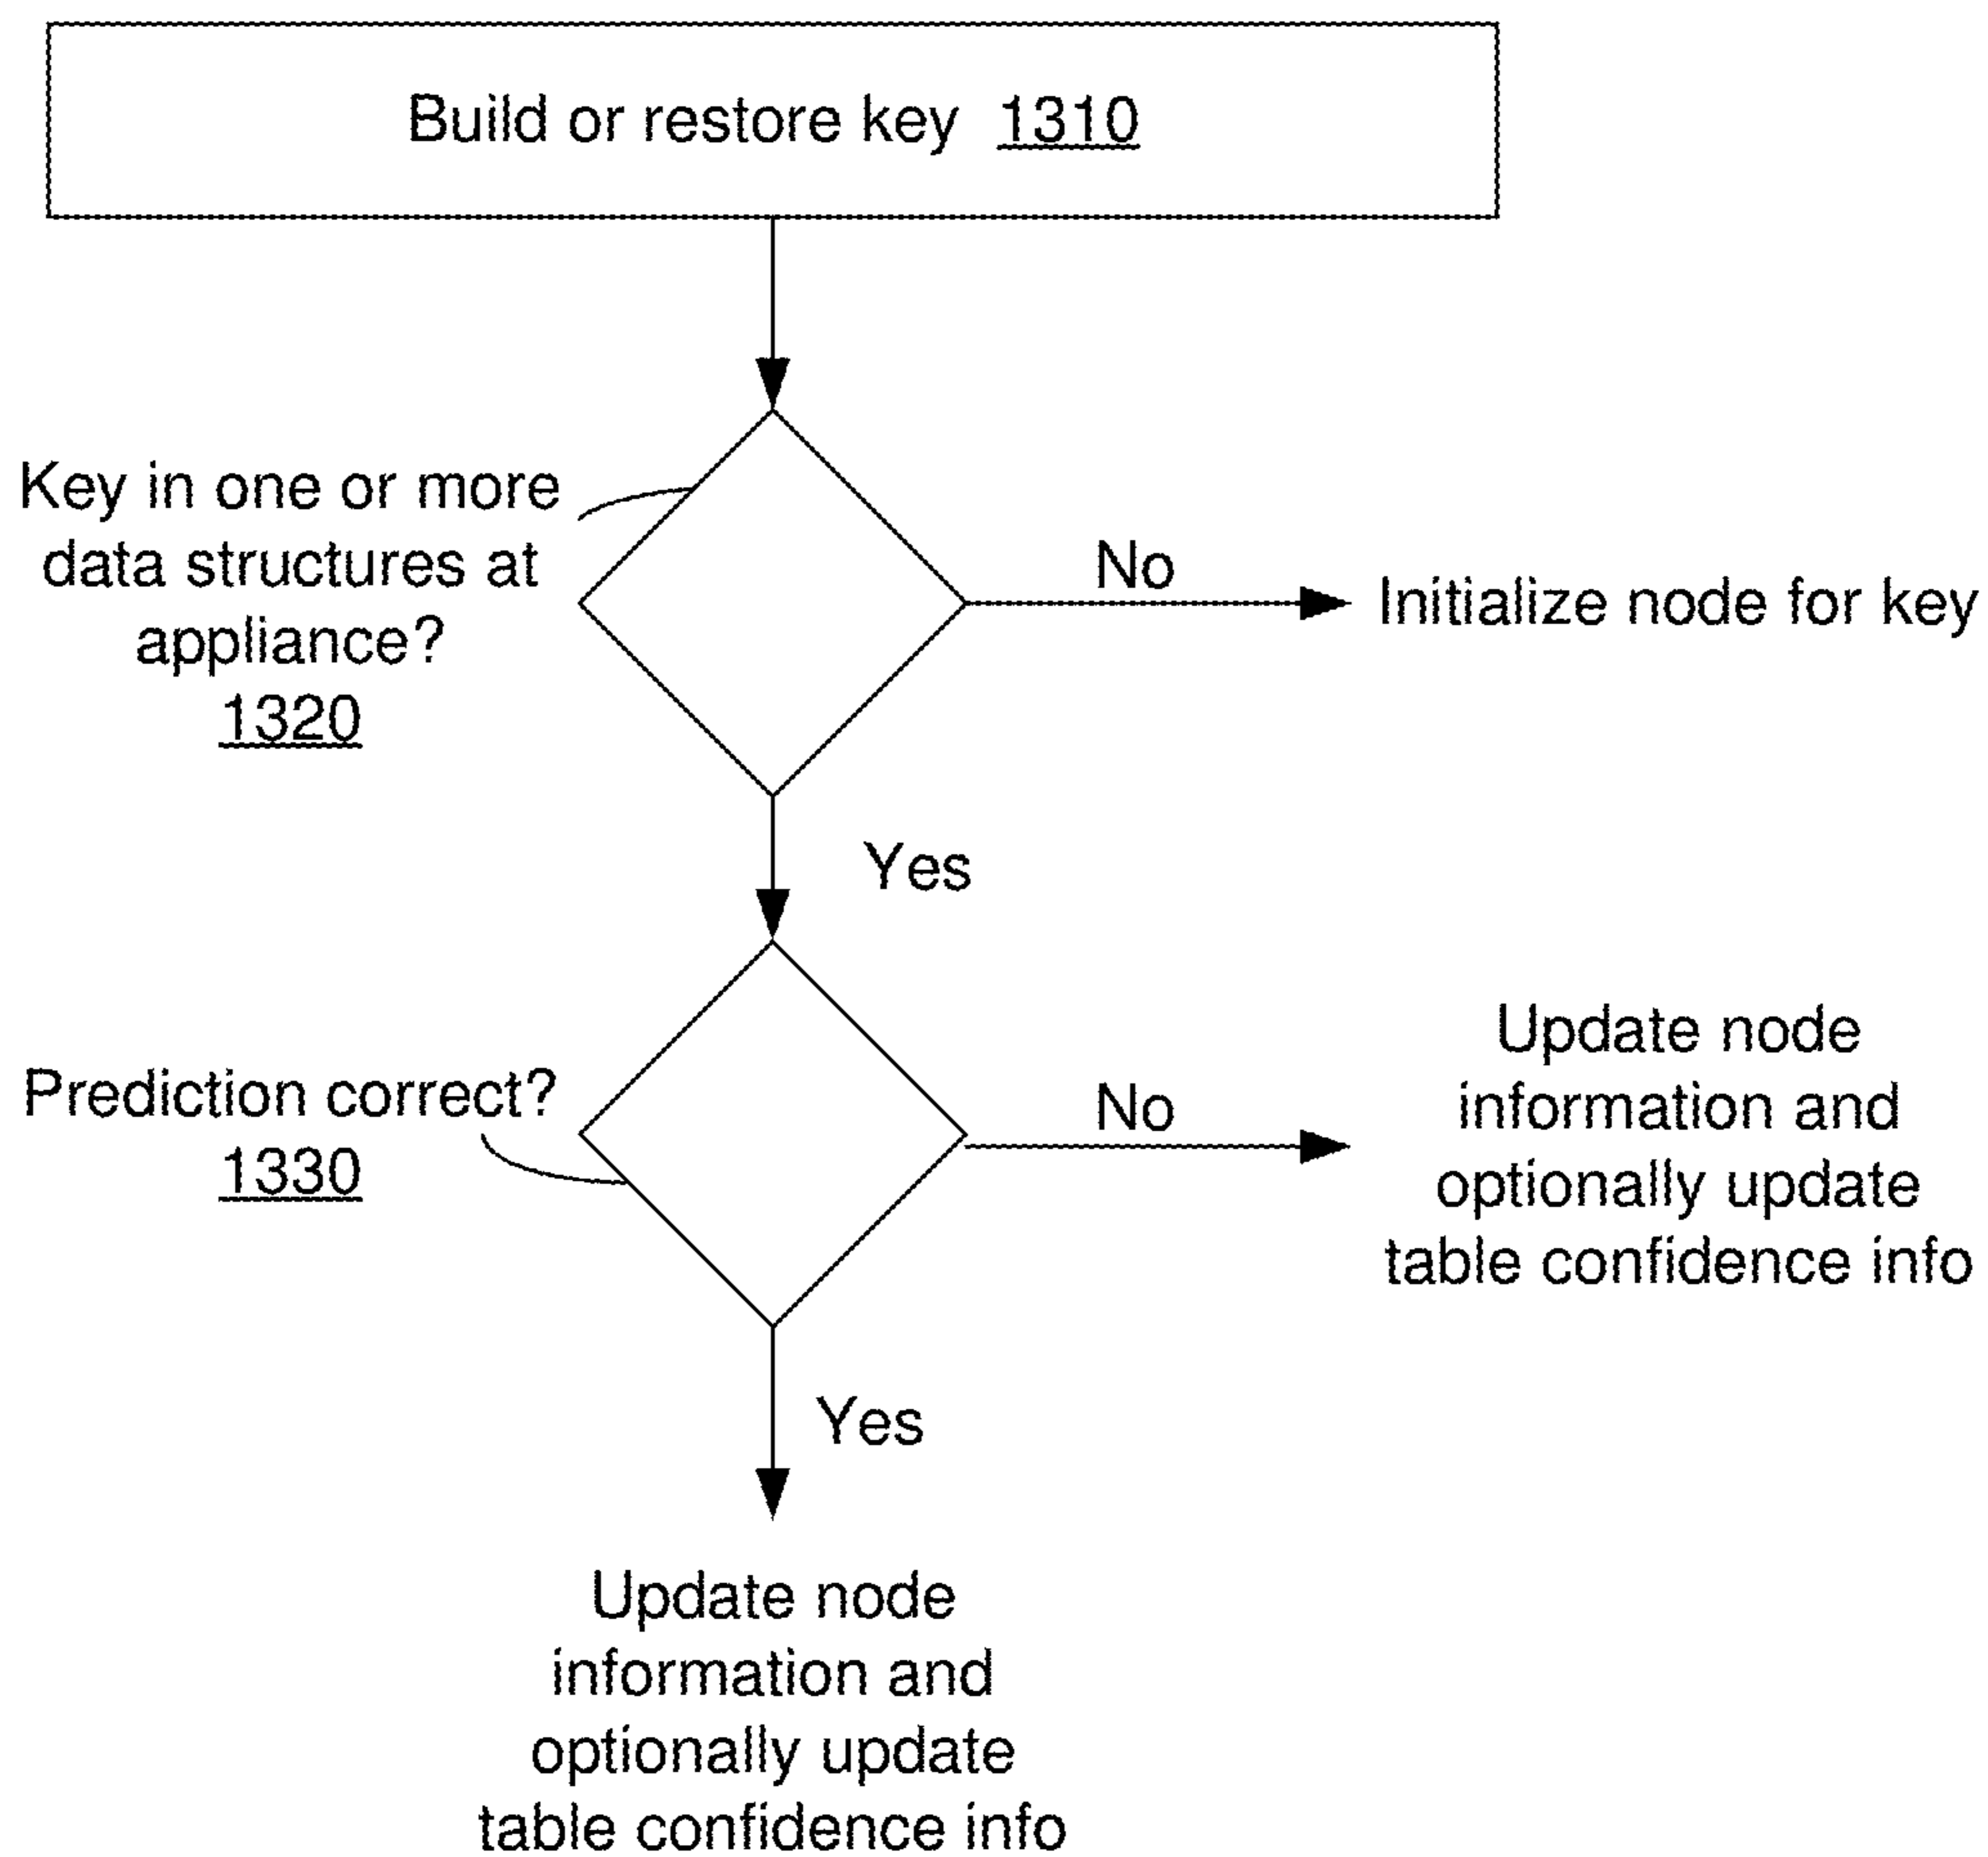 Build or restore key 1310
Key in one or more
data structures at
appliance?
1320
No
Initialize node for key
Yes
Prediction correct?
1330
No
Update node
information and
optionally update
table confidence info
Yes
Update node
information and
optionally update
table confidence info